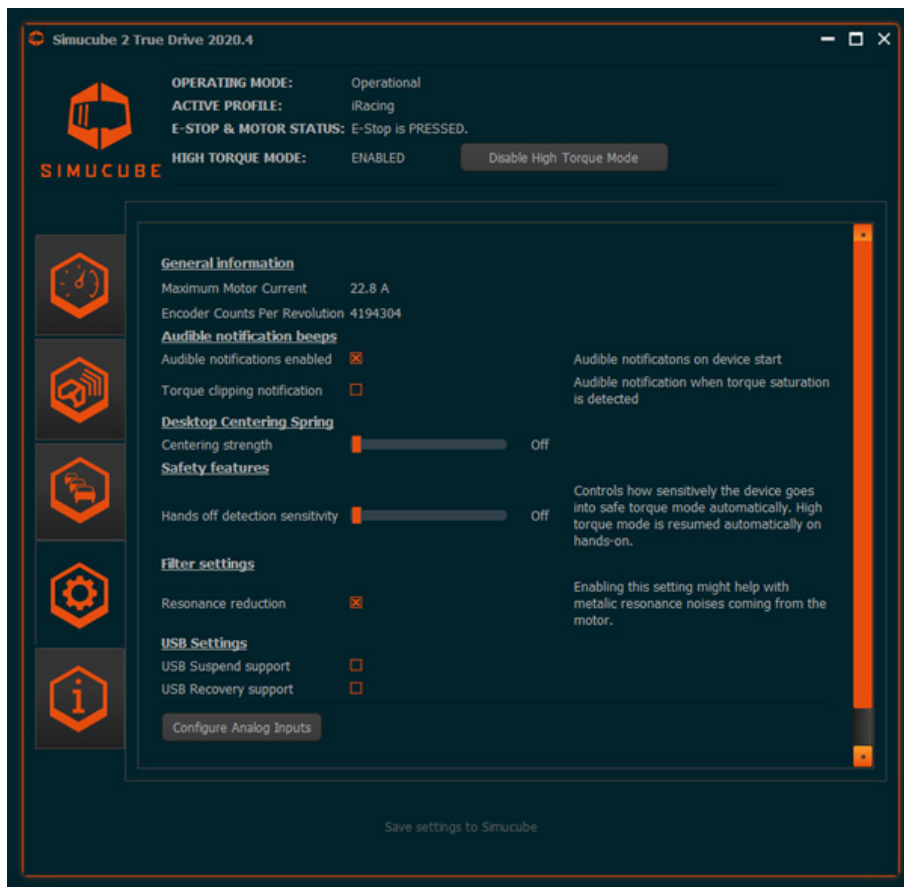 Simucube 2 True Drive 2020.4
OPERATING MODE: Operational
ACTIVE PROFILE: iRacing
E-STOP & MOTOR STATUS: E-Stop is PRESSED.
HIGH TORQUE MODE: ENABLED Disable High Torque Mode
SIMUCUBE
General information
Maximum Motor Current 22.8 A
Encoder Counts Per Revolution 4194304
Audible notification beeps
Audible notifications enabled Audible notificatons on device start
Torque clipping notification Audible notification when torque saturation
is detected
Desktop Centering Spring
Centering strength Off
Safety features
Hands off detection sensitivity Off Controls how sensitively the device goes
into safe torque mode automatically. High
torque mode is resumed automatically on
hands-on.
Filter settings
Resonance reduction Enabling this setting might help with
metalic resonance noises coming from the
motor.
USB Settings
USB Suspend support
USB Recovery support
Configure Analog Inputs
Save settings to Simucube